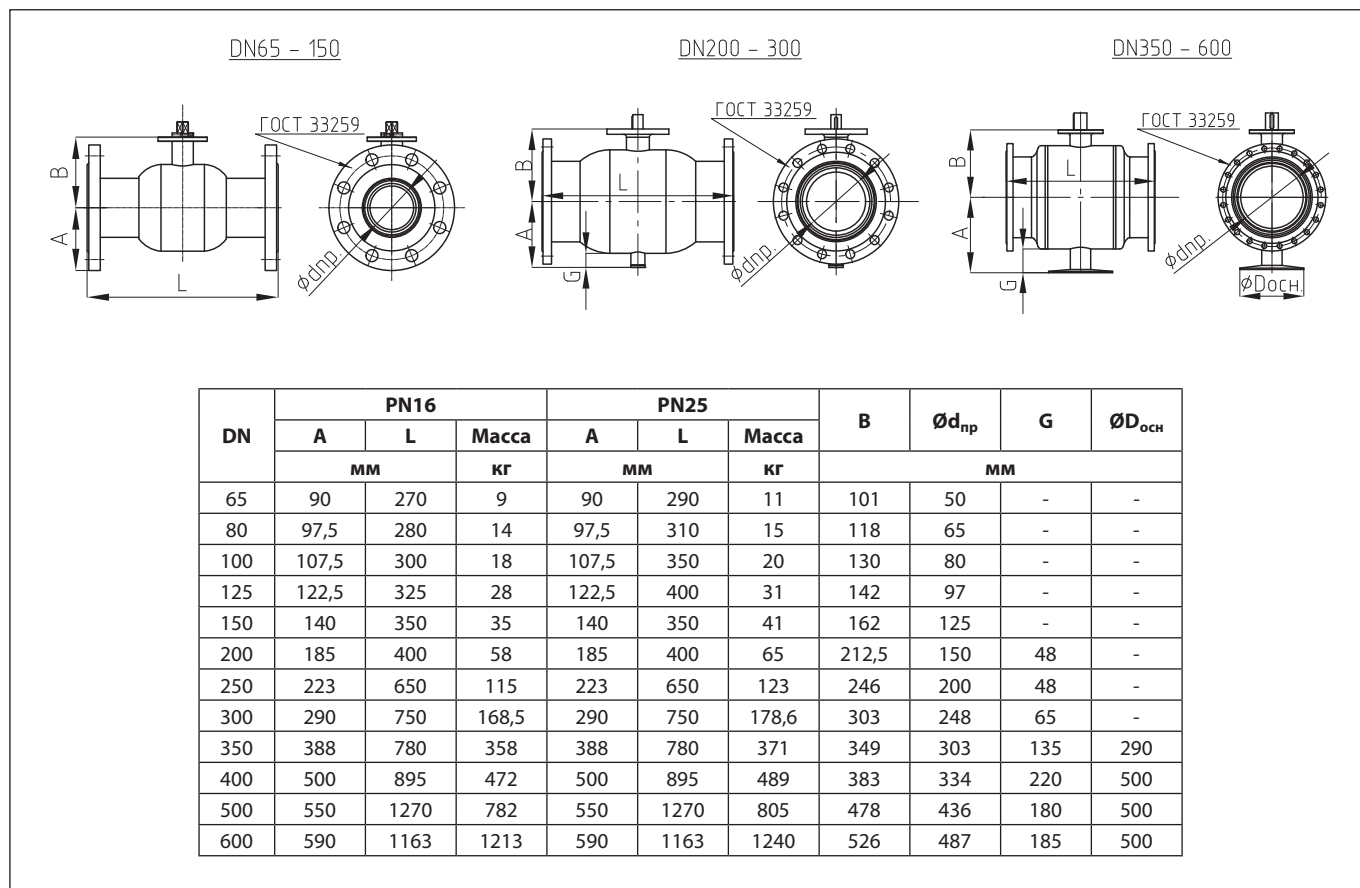 DN65 – 150
DN200 – 300
DN350 – 600
ГОСТ 33259
B
A
L
Ødпр.
ГОСТ 33259
B
A
L
G
Ødпр.
ГОСТ 33259
B
A
L
G
Ødпр.
ØDосн.
DN PN16 PN25 B Ødпр G ØDосн
A L Масса A L Масса
мм кг мм кг мм
65 90 270 9 90 290 11 101 50 - -
80 97,5 280 14 97,5 310 15 118 65 - -
100 107,5 300 18 107,5 350 20 130 80 - -
125 122,5 325 28 122,5 400 31 142 97 - -
150 140 350 35 140 350 41 162 125 - -
200 185 400 58 185 400 65 212,5 150 48 -
250 223 650 115 223 650 123 246 200 48 -
300 290 750 168,5 290 750 178,6 303 248 65 -
350 388 780 358 388 780 371 349 303 135 290
400 500 895 472 500 895 489 383 334 220 500
500 550 1270 782 550 1270 805 478 436 180 500
600 590 1163 1213 590 1163 1240 526 487 185 500